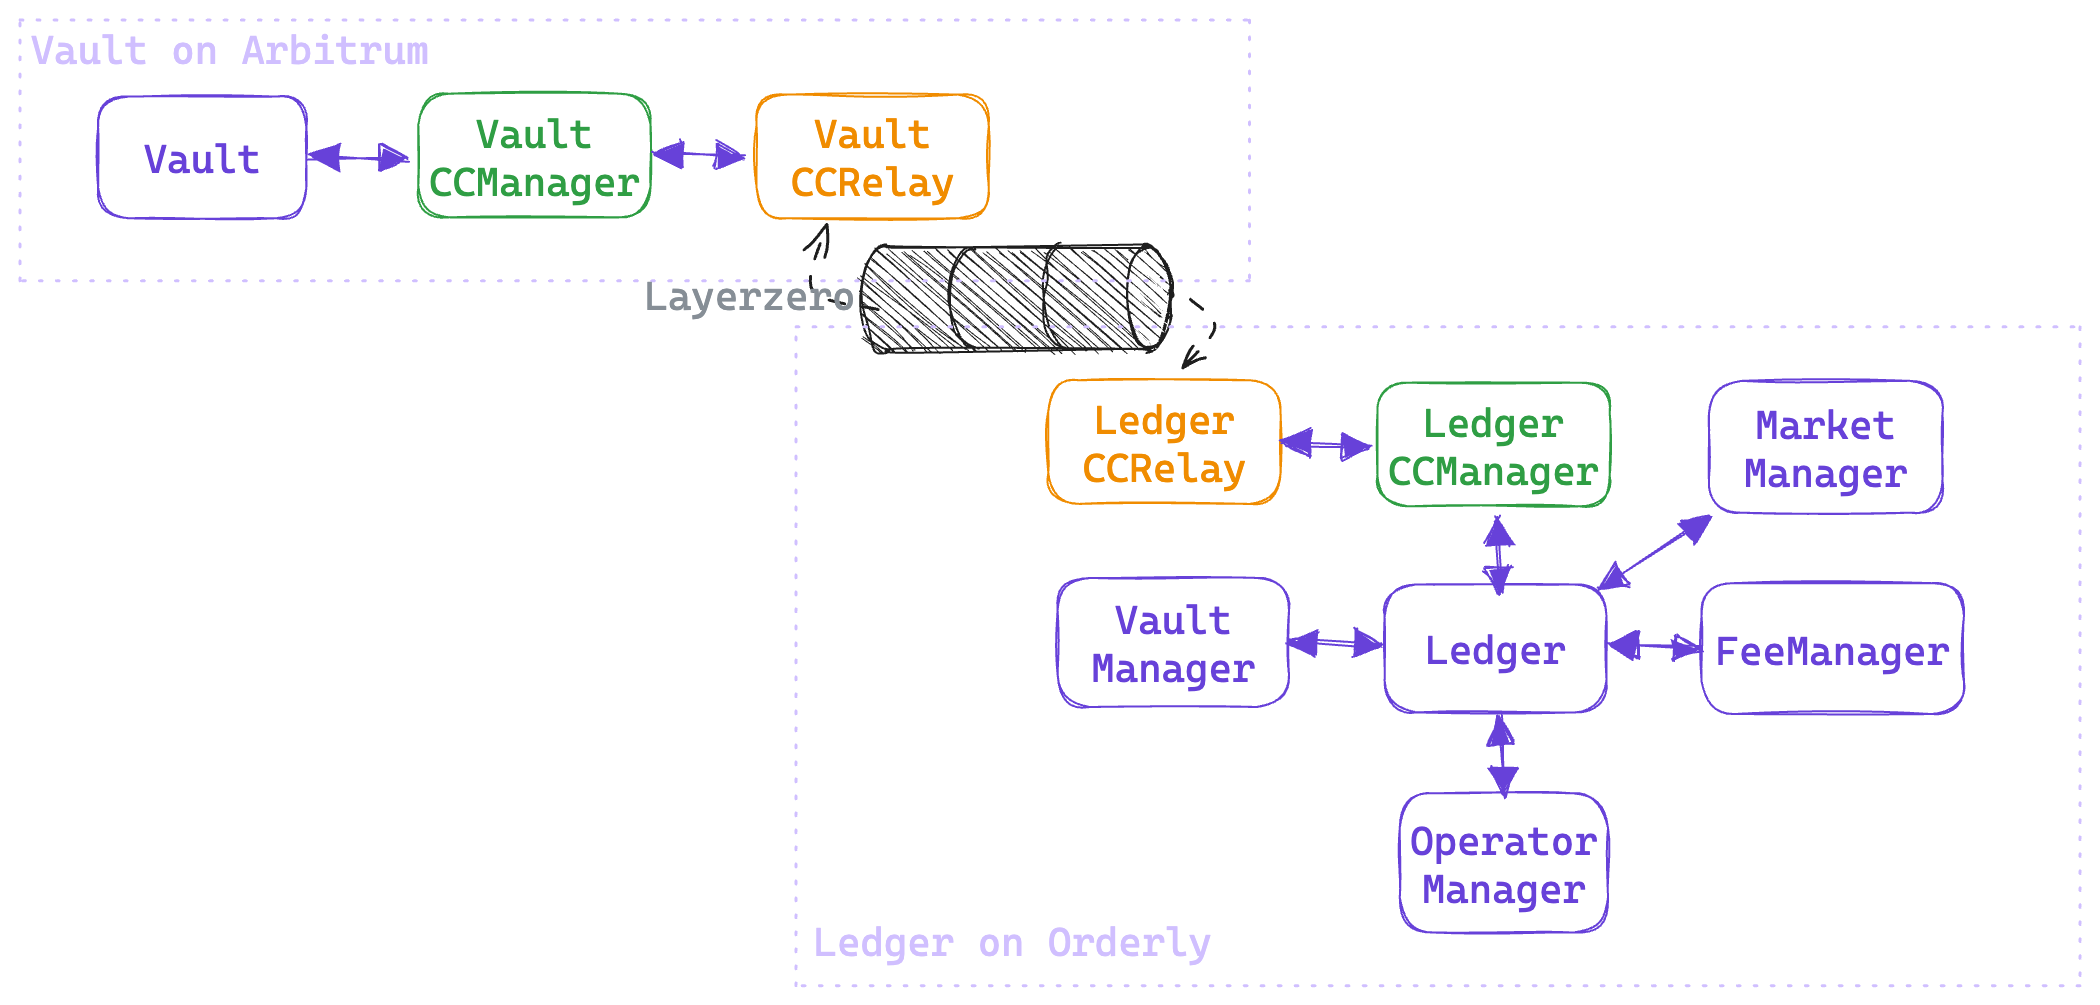 Vault on Arbitrum
Vault
Vault
CCManager
Vault
CCRelay
Layerzero
Ledger
CCRelay
Ledger
CCManager
Market
Manager
Vault
Manager
Ledger
FeeManager
Operator
Manager
Ledger on Orderly